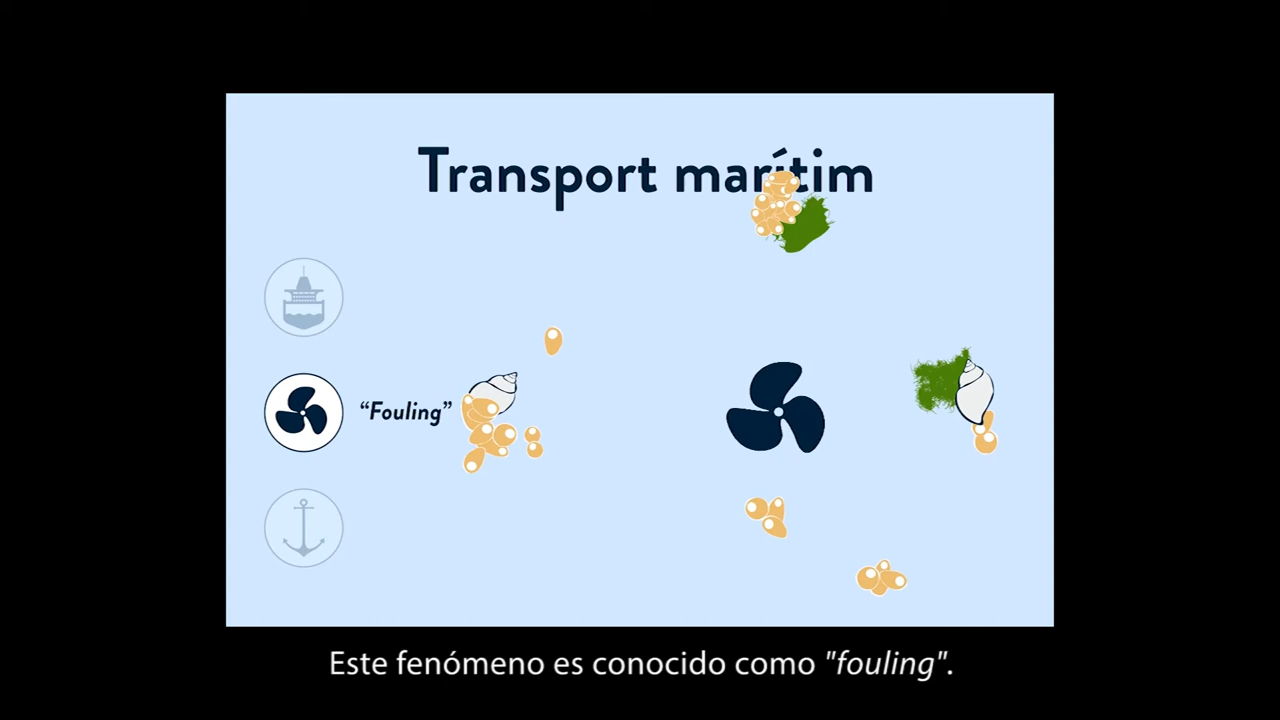 Transport marítim
“Fouling”
Este fenómeno es conocido como "fouling".